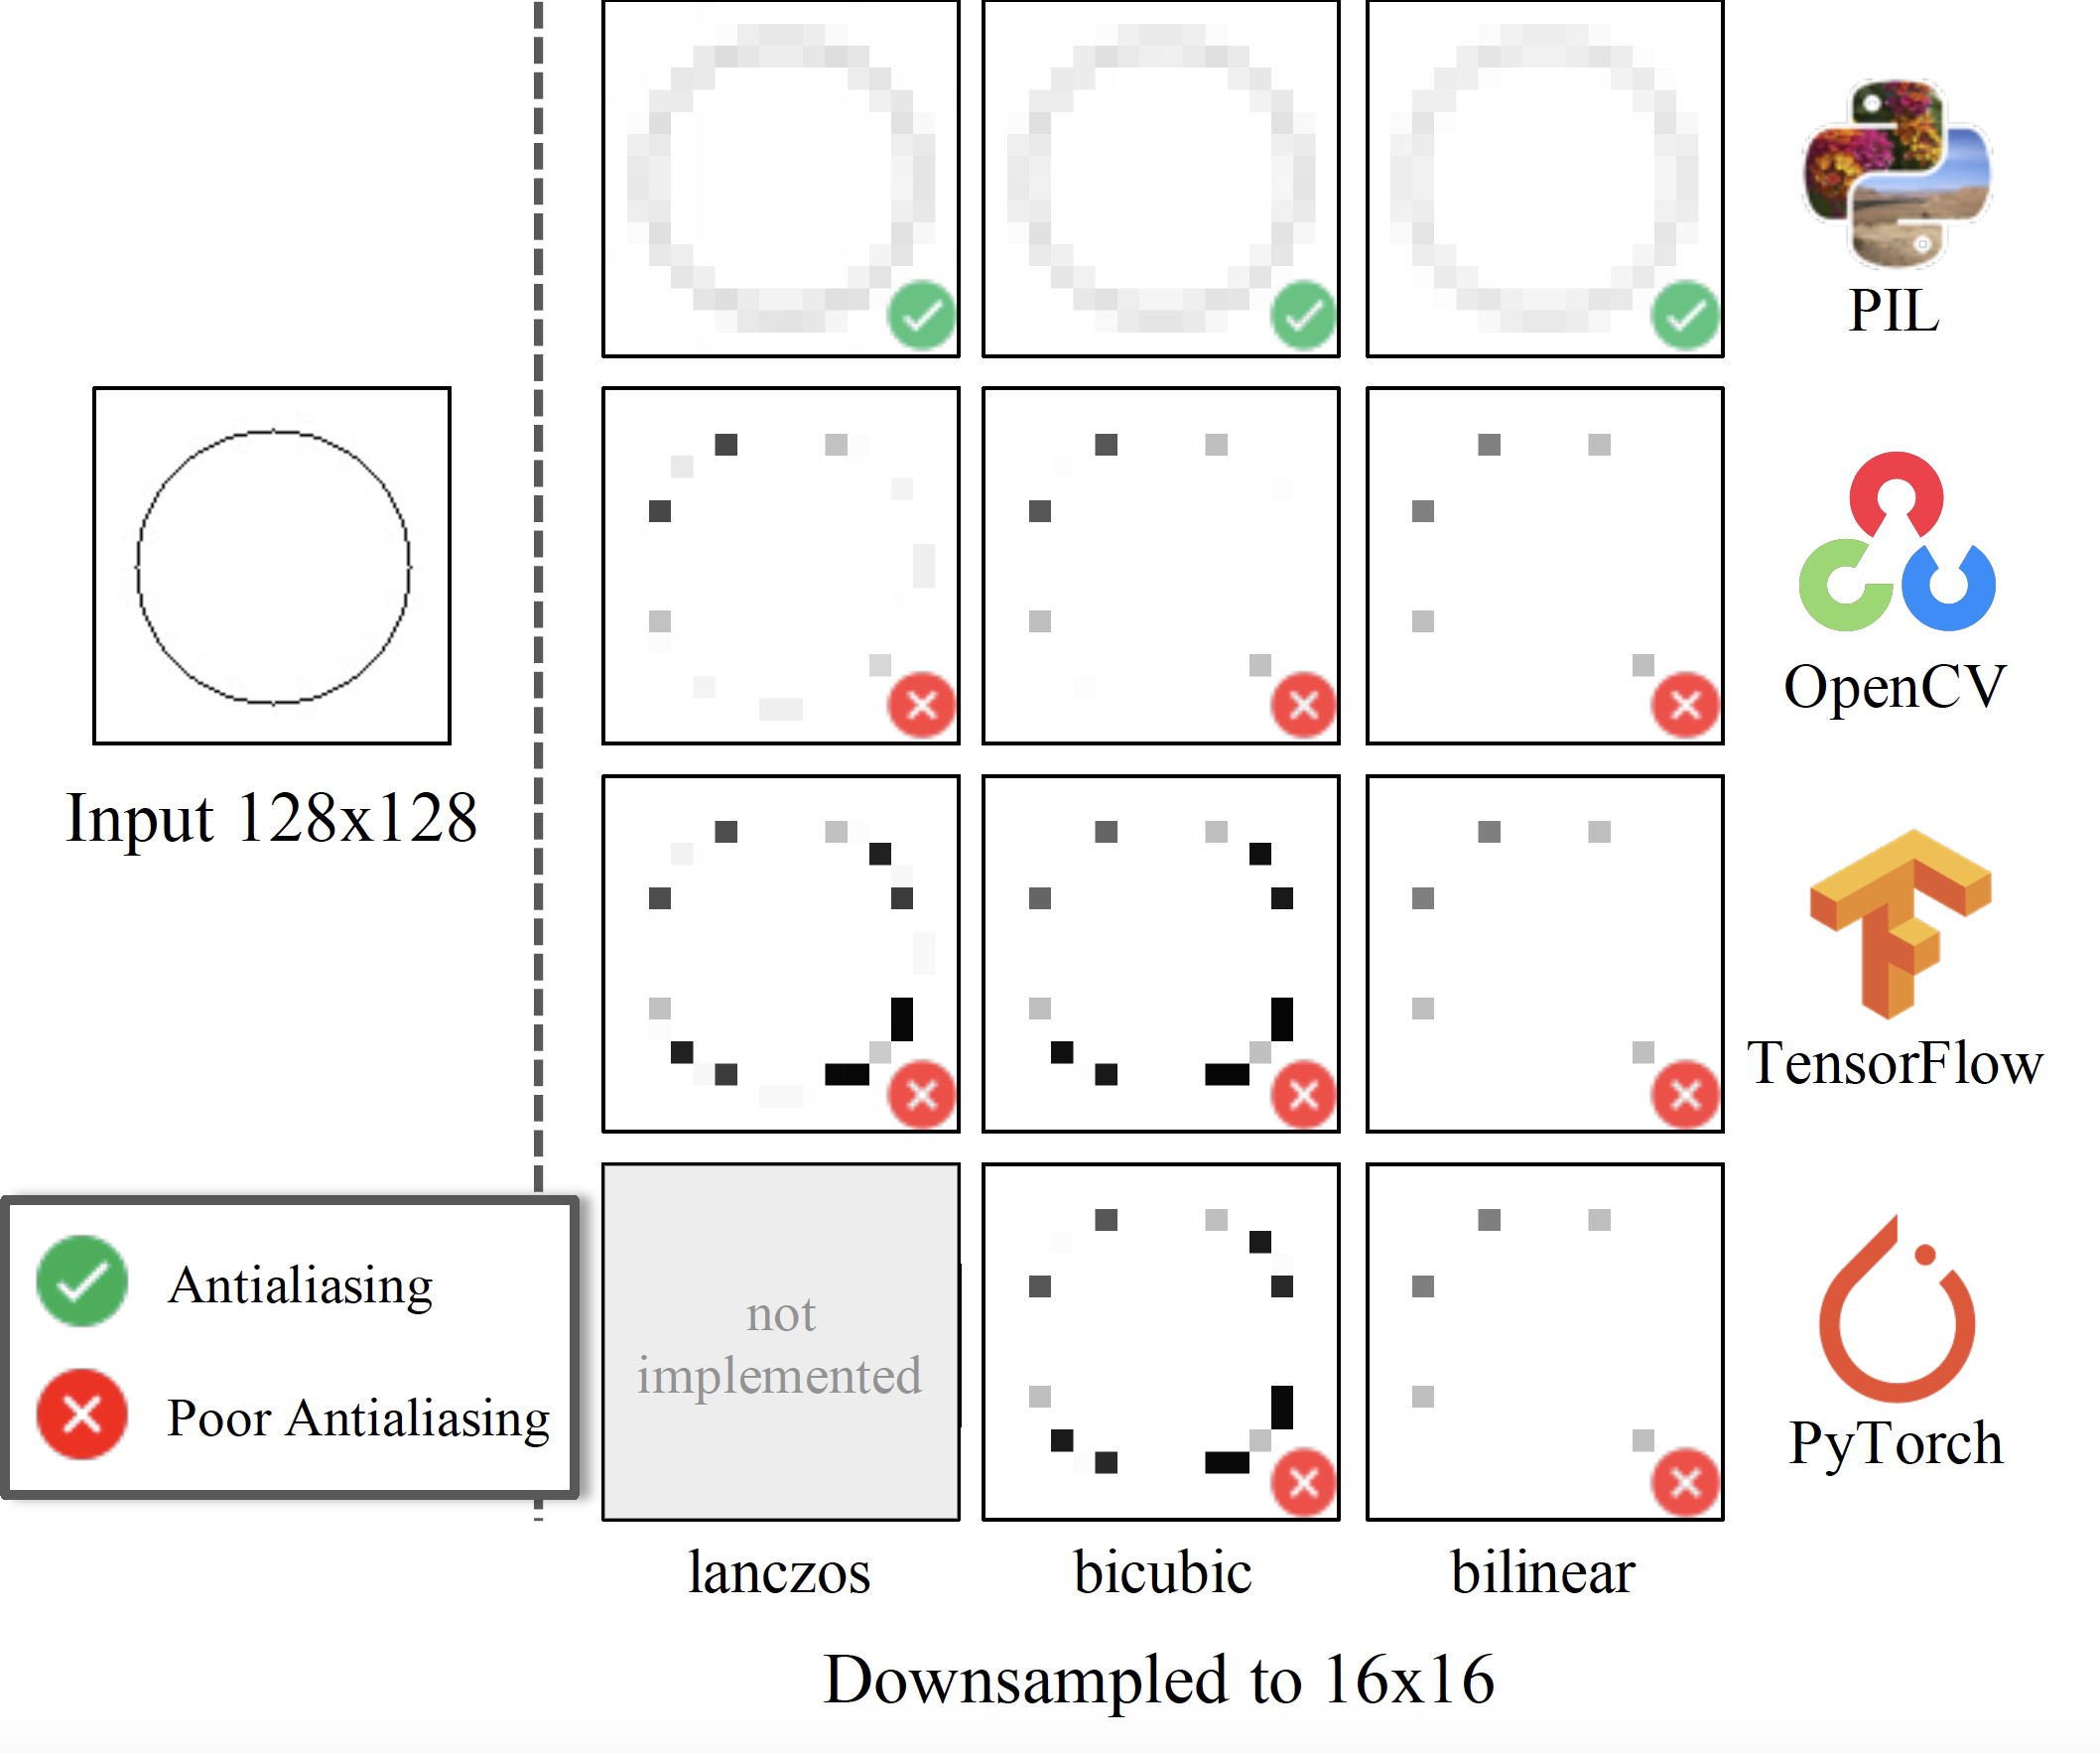 PIL
OpenCV
Input 128x128
TensorFlow
Antialiasing
Poor Antialiasing
not
implemented
PyTorch
lanczos
bicubic
bilinear
Downsampled to 16x16